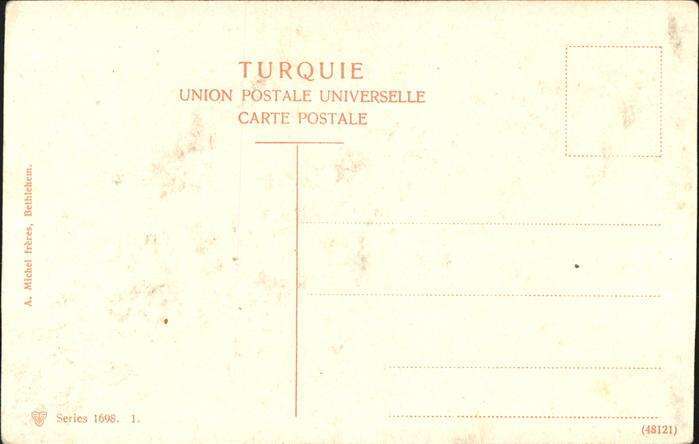 TURQUIE
UNION POSTALE UNIVERSELLE
CARTE POSTALE
A. Michel frères, Bethlehem.
Series 1698. 1.
(48121)